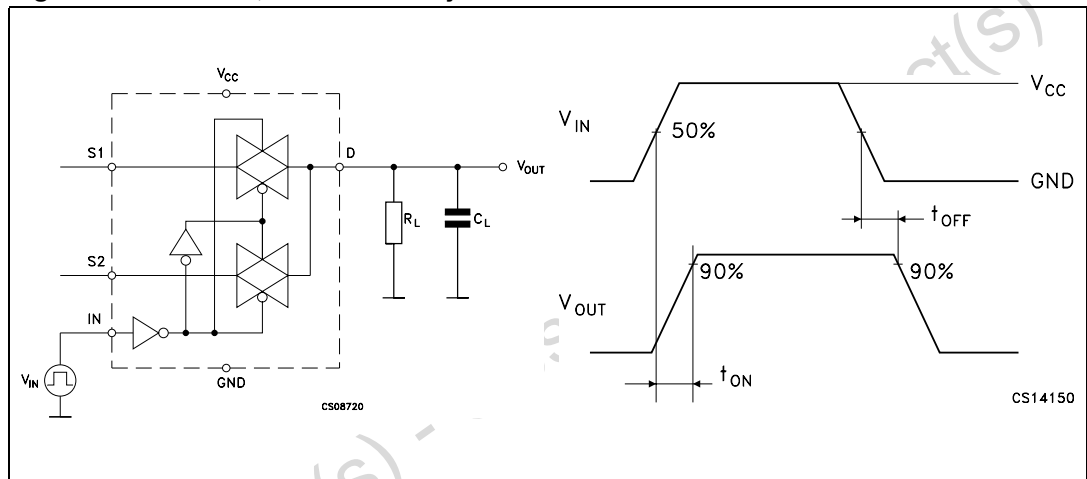 V_CC
S1
D
V_OUT
R_L
C_L
S2
IN
V_IN
GND
CS08720
V_CC
V_IN
50%
GND
t_OFF
90%
90%
V_OUT
t_ON
CS14150
ct(s)
(s) -